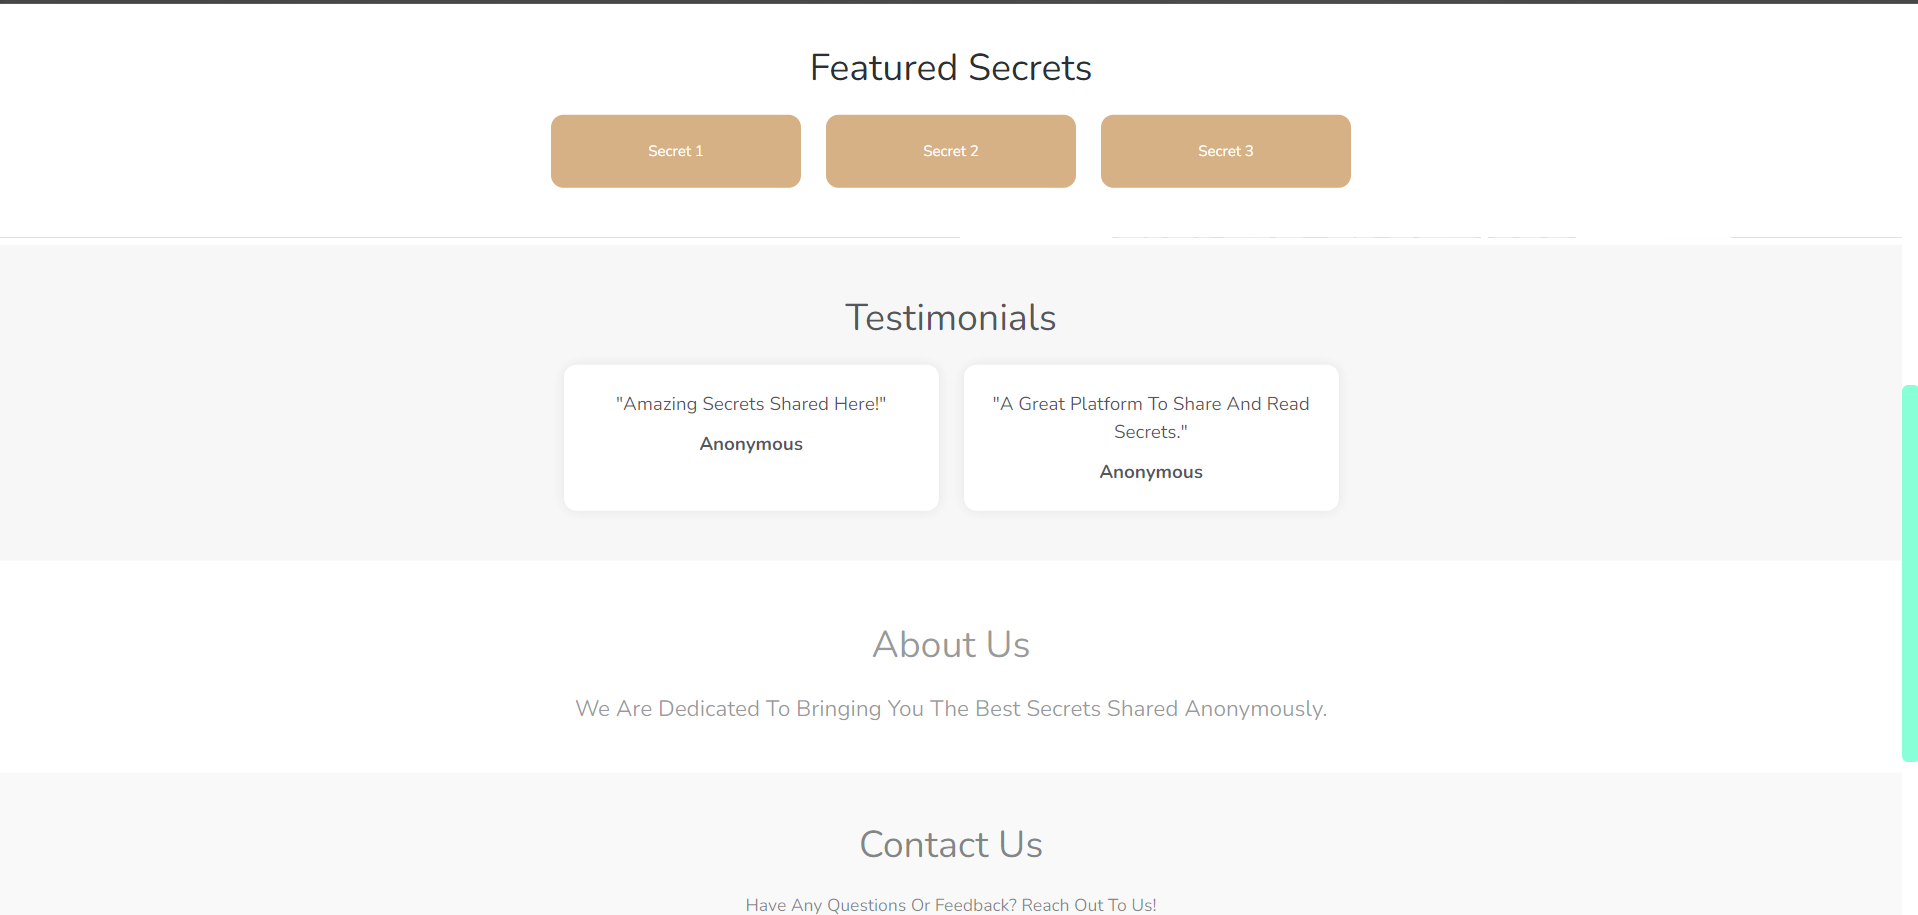 Featured Secrets
Secret 1
Secret 2
Secret 3
Testimonials
"Amazing Secrets Shared Here!"
Anonymous
"A Great Platform To Share And Read
Secrets."
Anonymous
About Us
We Are Dedicated To Bringing You The Best Secrets Shared Anonymously.
Contact Us
Have Any Questions Or Feedback? Reach Out To Us!